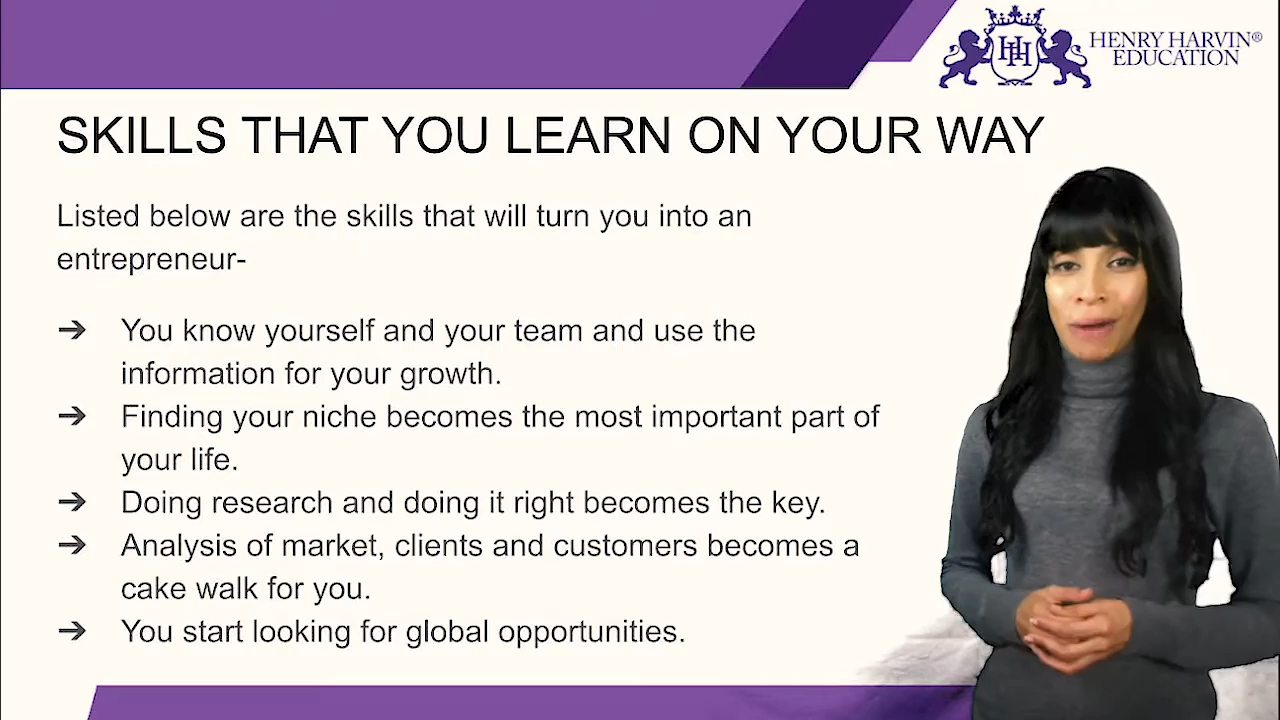 HENRY HARVIN®
EDUCATION
SKILLS THAT YOU LEARN ON YOUR WAY
Listed below are the skills that will turn you into an
entrepreneur-
➔ You know yourself and your team and use the
information for your growth.
➔ Finding your niche becomes the most important part of
your life.
➔ Doing research and doing it right becomes the key.
➔ Analysis of market, clients and customers becomes a
cake walk for you.
➔ You start looking for global opportunities.